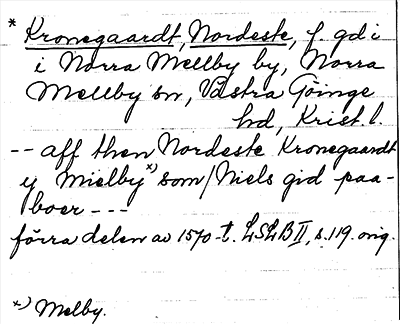 * Kronegaardt, Nordeste, f. gd i
i Norra Mellby by, Norra
Mellby sn, Västra Göinge
hd, Krist. l.
-- aff then Nordeste Kronegaardt
y Mielby x) som / Niels gid paa-
boer ---
förra delen av 1570-t. LSLB II, s. 119. orig.
x) Melby.